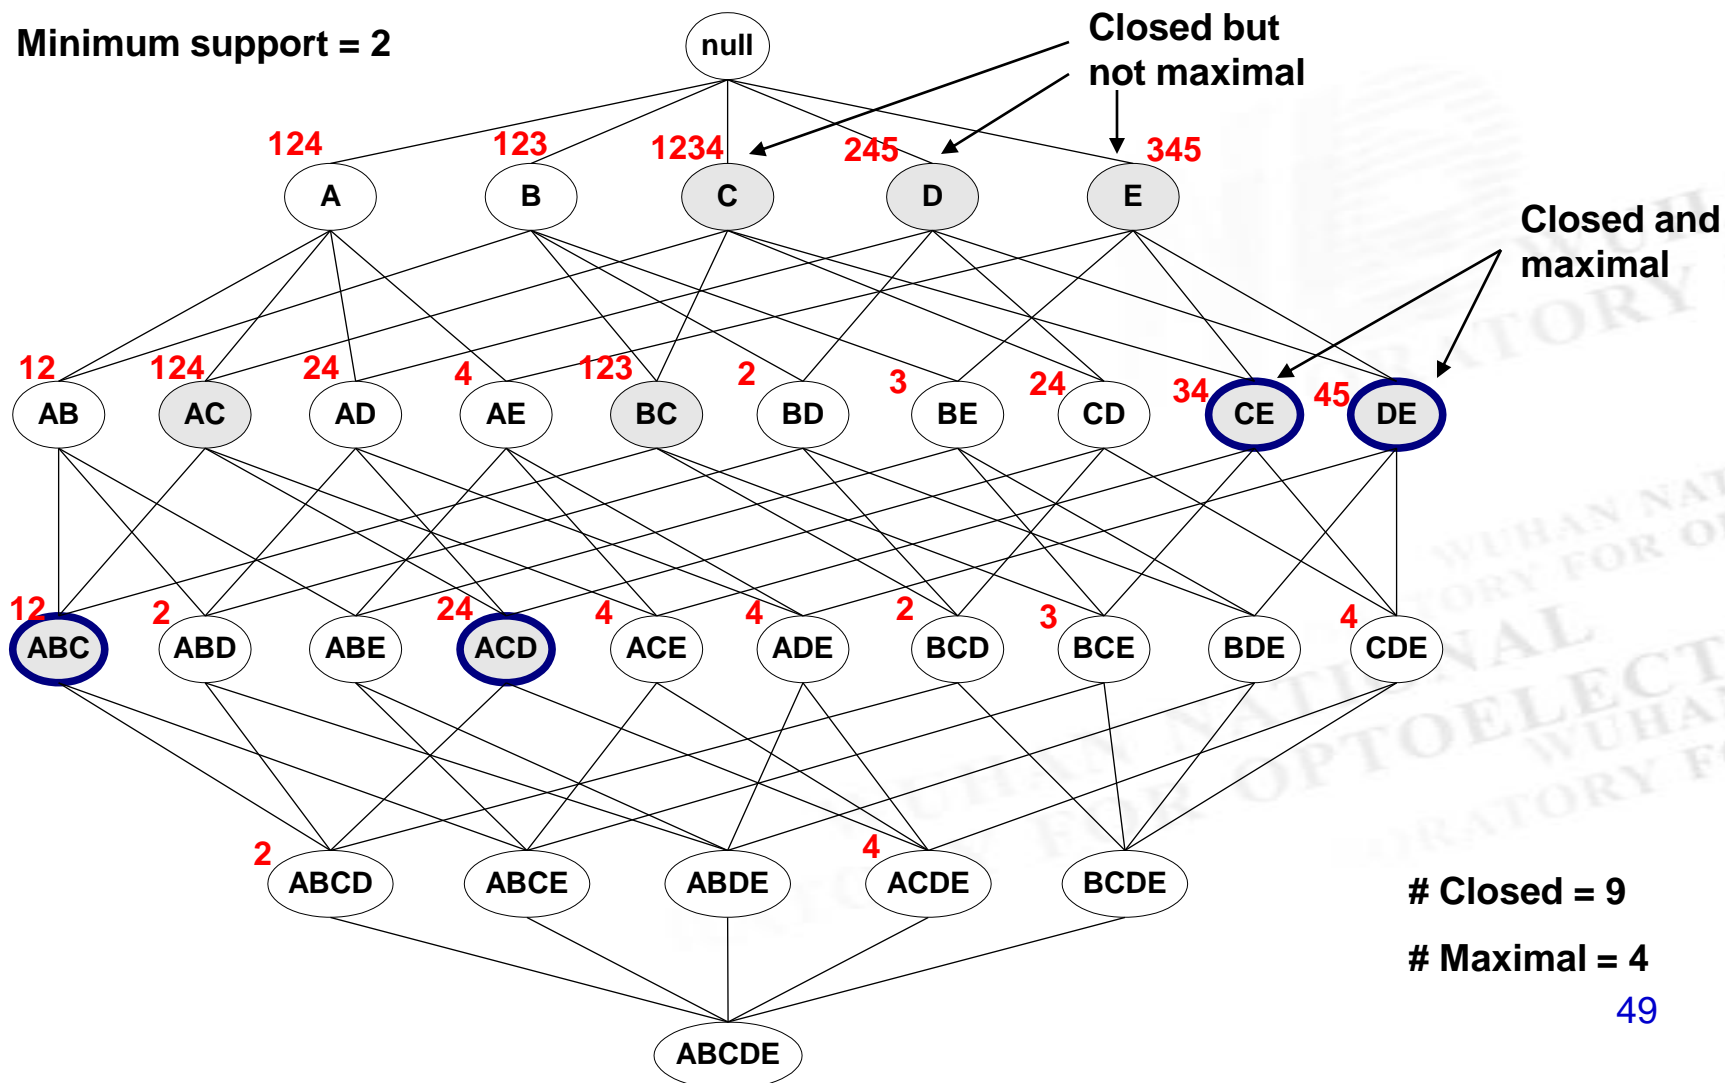 Minimum support = 2
null
Closed but
not maximal
124
123
1234
245
345
A
B
C
D
E
Closed and
maximal
12
124
24
4
123
2
3
24
34
45
AB
AC
AD
AE
BC
BD
BE
CD
CE
DE
12
2
24
4
4
2
3
4
ABC
ABD
ABE
ACD
ACE
ADE
BCD
BCE
BDE
CDE
2
4
ABCD
ABCE
ABDE
ACDE
BCDE
# Closed = 9
# Maximal = 4
49
ABCDE